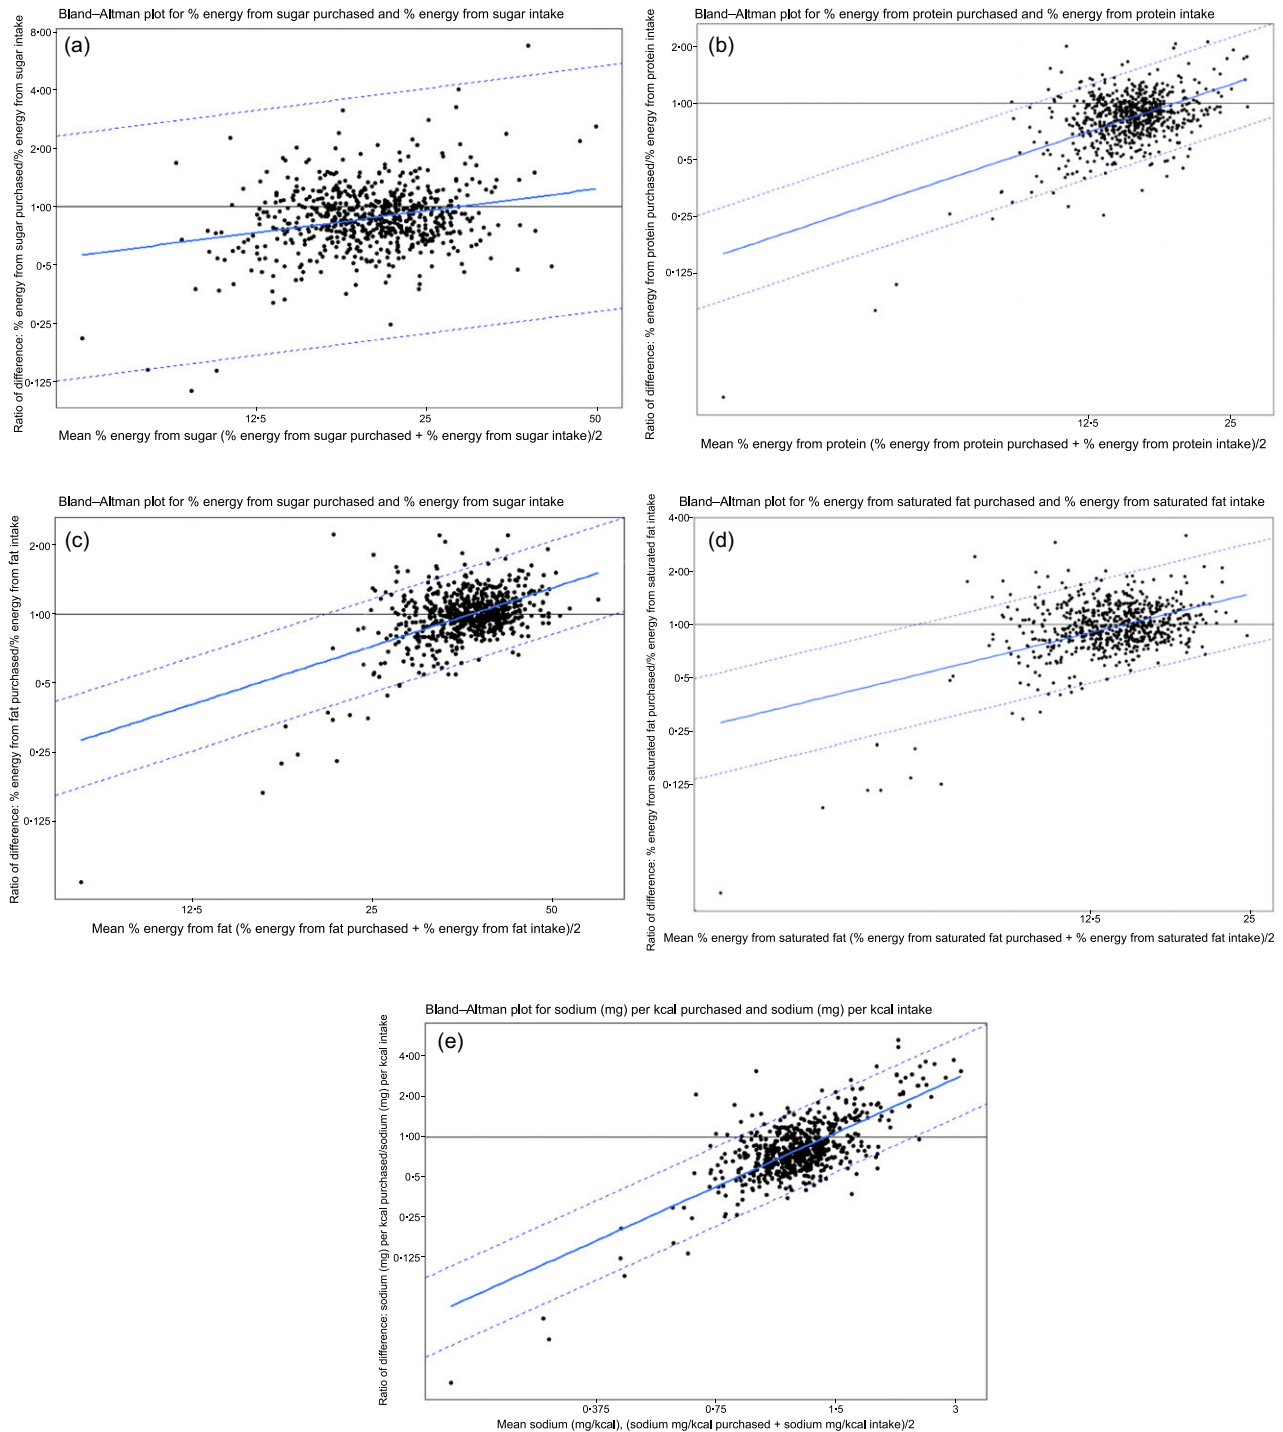 Bland–Altman plot for % energy from sugar purchased and % energy from sugar intake
(a)
Ratio of difference: % energy from sugar purchased/% energy from sugar intake
8·00
4·00
2·00
1·00
0·5
0·25
0·125
12·5 25 50
Mean % energy from sugar (% energy from sugar purchased + % energy from sugar intake)/2
Bland–Altman plot for % energy from protein purchased and % energy from protein intake
(b)
Ratio of difference: % energy from protein purchased/% energy from protein intake
2·00
1·00
0·5
0·25
0·125
12·5 25
Mean % energy from protein (% energy from protein purchased + % energy from protein intake)/2
Bland–Altman plot for % energy from sugar purchased and % energy from sugar intake
(c)
Ratio of difference: % energy from fat purchased/% energy from fat intake
2·00
1·00
0·5
0·25
0·125
12·5 25 50
Mean % energy from fat (% energy from fat purchased + % energy from fat intake)/2
Bland–Altman plot for % energy from saturated fat purchased and % energy from saturated fat intake
(d)
Ratio of difference: % energy from saturated fat purchased/% energy from saturated fat intake
4·00
2·00
1·00
0·5
0·25
0·125
12·5 25
Mean % energy from saturated fat (% energy from saturated fat purchased + % energy from saturated fat intake)/2
Bland–Altman plot for sodium (mg) per kcal purchased and sodium (mg) per kcal intake
(e)
Ratio of difference: sodium (mg) per kcal purchased/sodium (mg) per kcal intake
4·00
2·00
1·00
0·5
0·25
0·125
0·375 0·75 1·5 3
Mean sodium (mg/kcal), (sodium mg/kcal purchased + sodium mg/kcal intake)/2